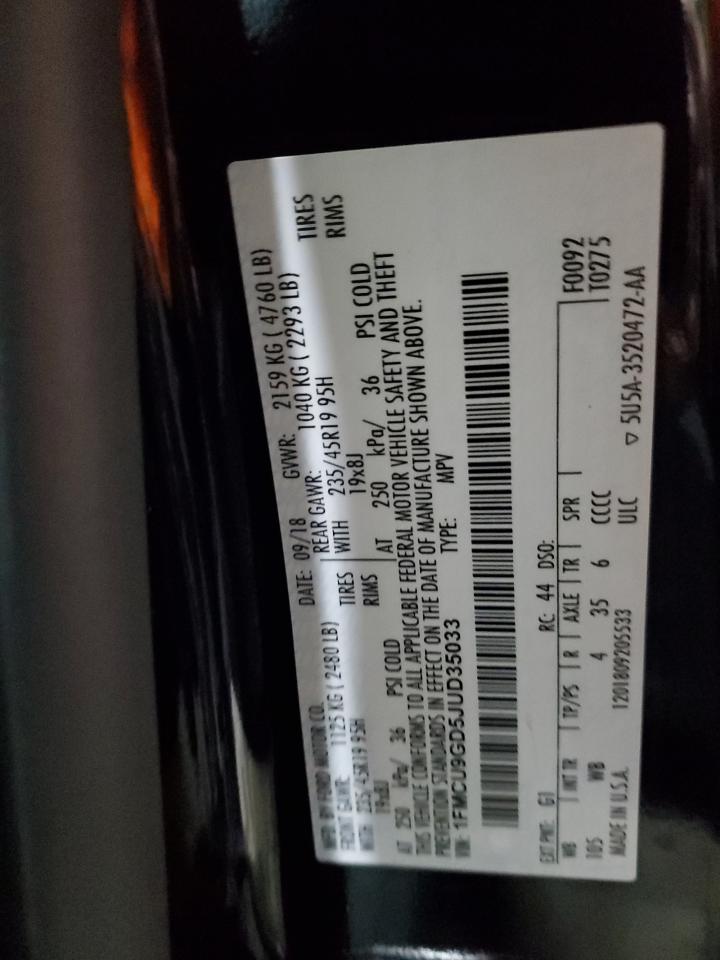 MFD. BY FORD MOTOR CO.
DATE: 09/18 GVWR: 2159 KG ( 4760 LB)
FRONT GAWR: 1125 KG ( 2480 LB) REAR GAWR: 1040 KG ( 2293 LB)
WITH 235/45R19 95H TIRES WITH 235/45R19 95H TIRES
19x8J RIMS 19x8J RIMS
AT 250 kPa/ 36 PSI COLD AT 250 kPa/ 36 PSI COLD
THIS VEHICLE CONFORMS TO ALL APPLICABLE FEDERAL MOTOR VEHICLE SAFETY AND THEFT
PREVENTION STANDARDS IN EFFECT ON THE DATE OF MANUFACTURE SHOWN ABOVE.
VIN: 1FMCU9GD5JUD35033 TYPE: MPV
EXT PNT: G1 RC: 44 DSO: F0092
WB INT TR TP/PS R AXLE TR SPR T0275
105 WB 4 35 6 CCCC
MADE IN U.S.A. 1201809205533 ULC ▽ 5U5A-3520472-AA